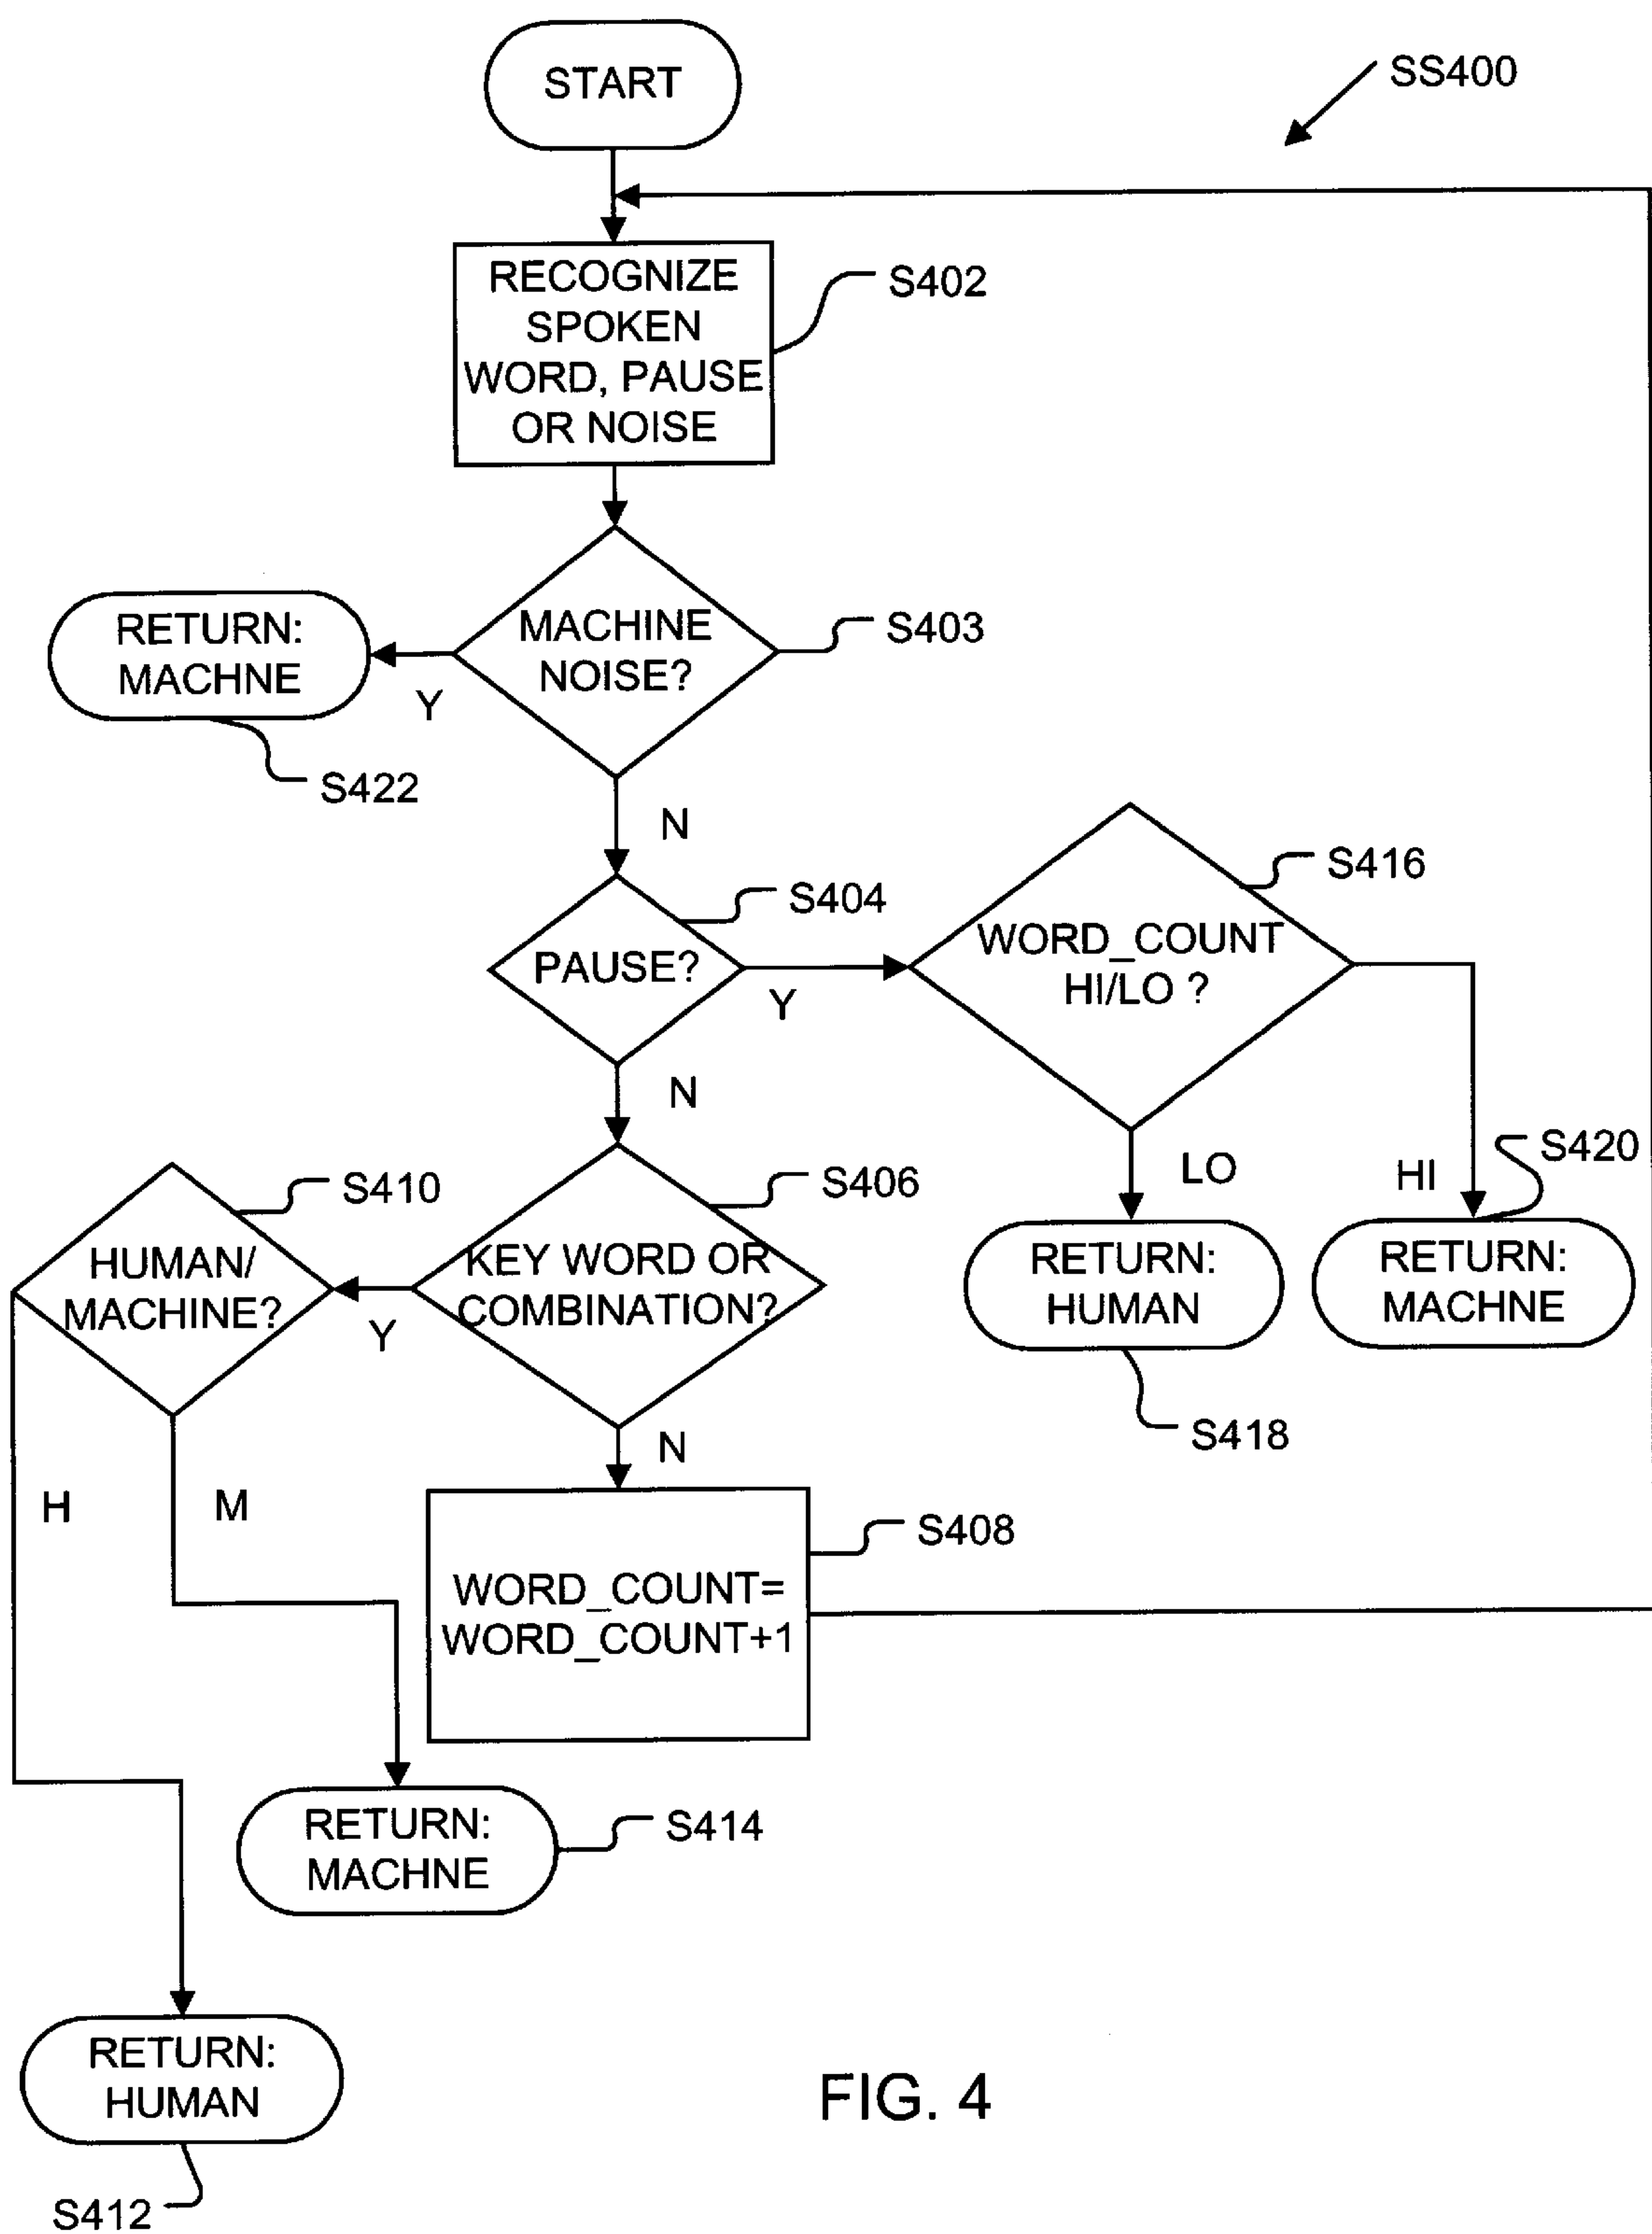 START
SS400
RECOGNIZE
SPOKEN
WORD, PAUSE
OR NOISE
S402
MACHINE
NOISE?
S403
RETURN:
MACHNE
Y
S422
N
S404
PAUSE?
Y
S416
WORD_COUNT
HI/LO ?
N
LO
HI
S420
S410
S406
HUMAN/
MACHINE?
Y
KEY WORD OR
COMBINATION?
RETURN:
HUMAN
RETURN:
MACHNE
S418
N
H
M
S408
WORD_COUNT=
WORD_COUNT+1
RETURN:
MACHNE
S414
RETURN:
HUMAN
S412
FIG. 4